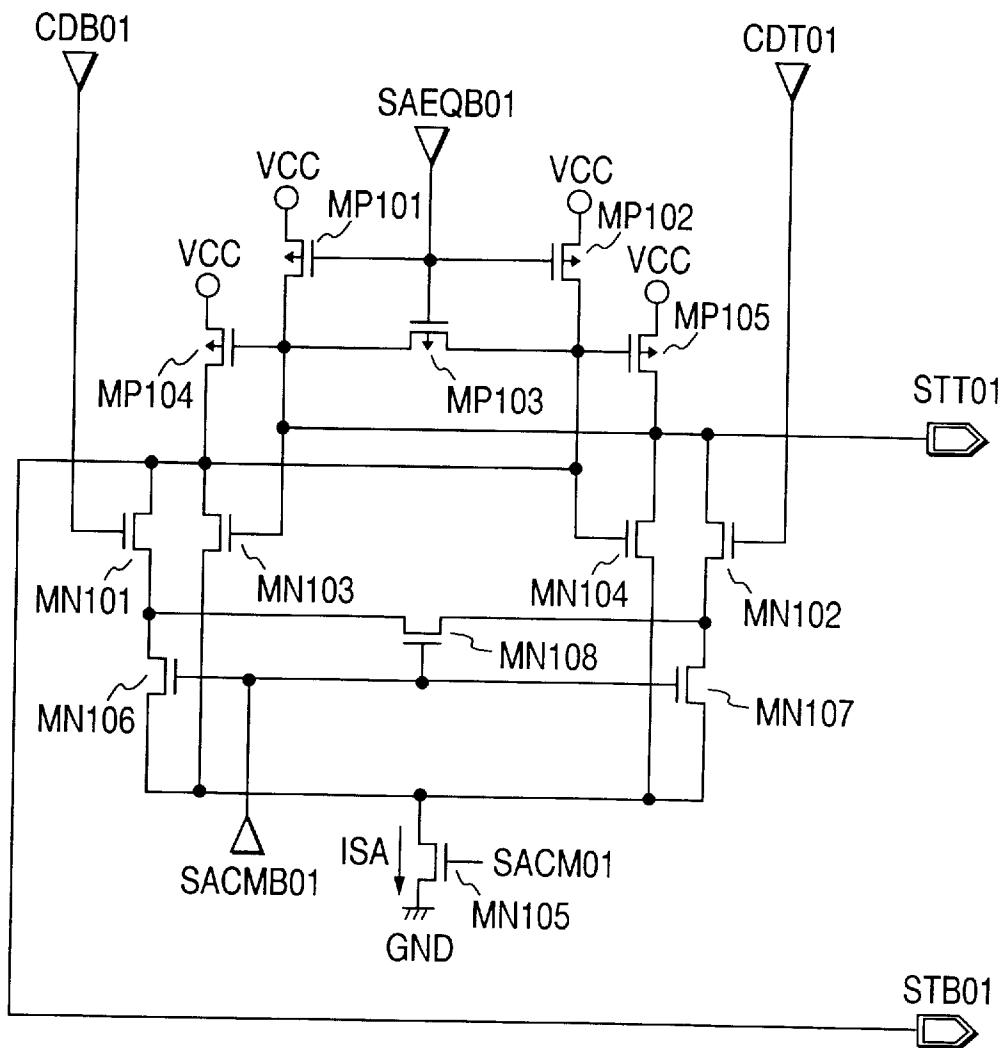 CDB01
CDT01
SAEQB01
VCC
VCC
MP101
MP102
VCC
VCC
MP105
MP104
MP103
STT01
MN101
MN103
MN104
MN102
MN108
MN106
MN107
ISA
SACM01
SACMB01
MN105
GND
STB01